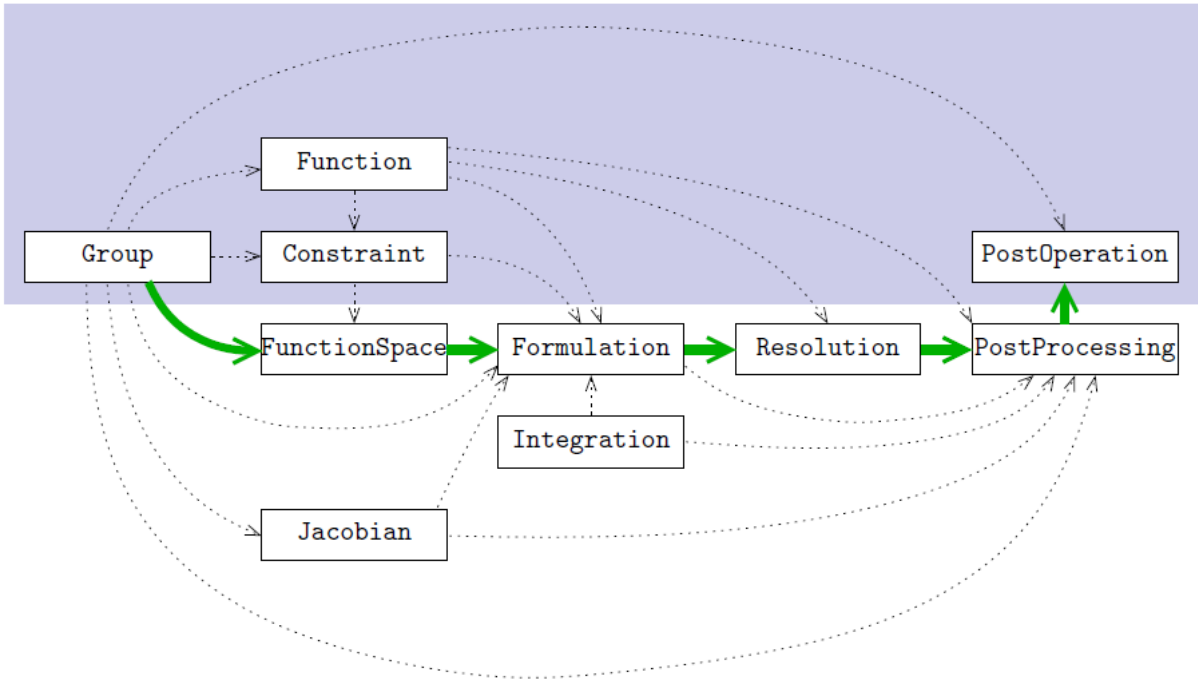 Function
Group
Constraint
PostOperation
FunctionSpace
Formulation
Resolution
PostProcessing
Integration
Jacobian